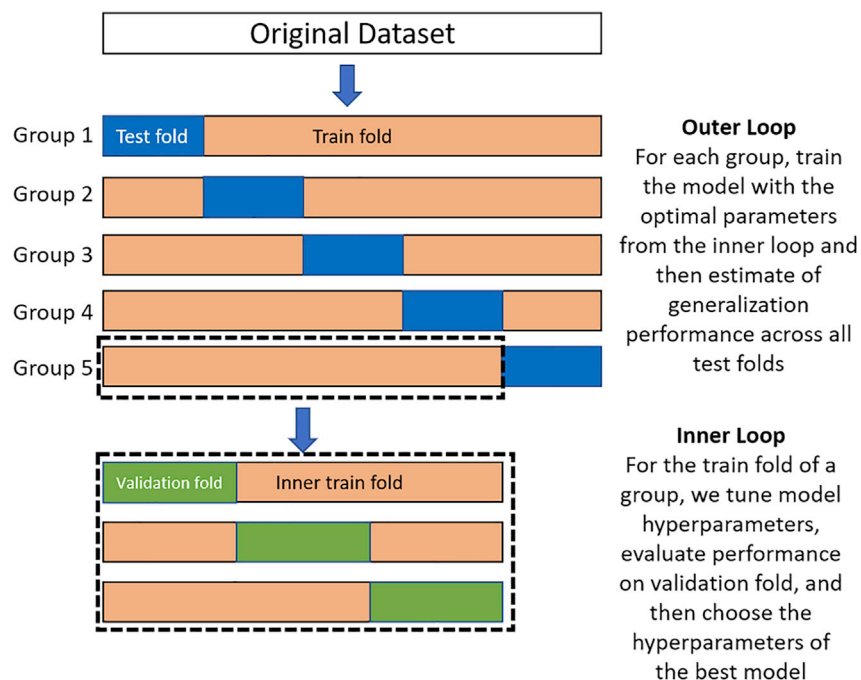 Original Dataset
Group 1
Test fold
Train fold
Group 2
Group 3
Group 4
Group 5
Outer Loop
For each group, train
the model with the
optimal parameters
from the inner loop and
then estimate of
generalization
performance across all
test folds
Validation fold
Inner train fold
Inner Loop
For the train fold of a
group, we tune model
hyperparameters,
evaluate performance
on validation fold, and
then choose the
hyperparameters of
the best model